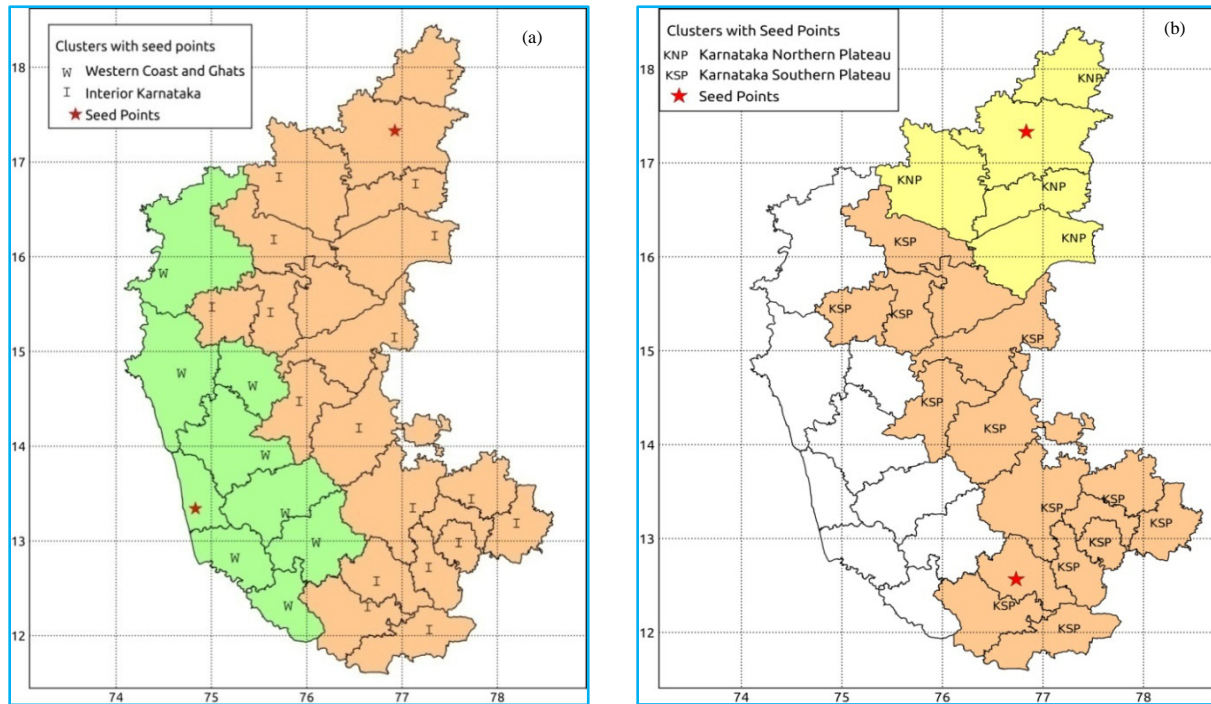 (a)
Clusters with seed points
W Western Coast and Ghats
I Interior Karnataka
★ Seed Points
18
17
16
15
14
13
12
74 75 76 77 78
I
I
I
I
I
W
I
I
I
W
W
I
I
W
I
I
I
W
I
W
I
W
I
I
W
I
I
(b)
Clusters with Seed Points
KNP Karnataka Northern Plateau
KSP Karnataka Southern Plateau
★ Seed Points
18
17
16
15
14
13
12
74 75 76 77 78
KNP
KNP
KNP
KSP
KNP
KSP
KSP
KSP
KSP
KSP
KSP
KSP
KSP
KSP
KSP
KSP
KSP